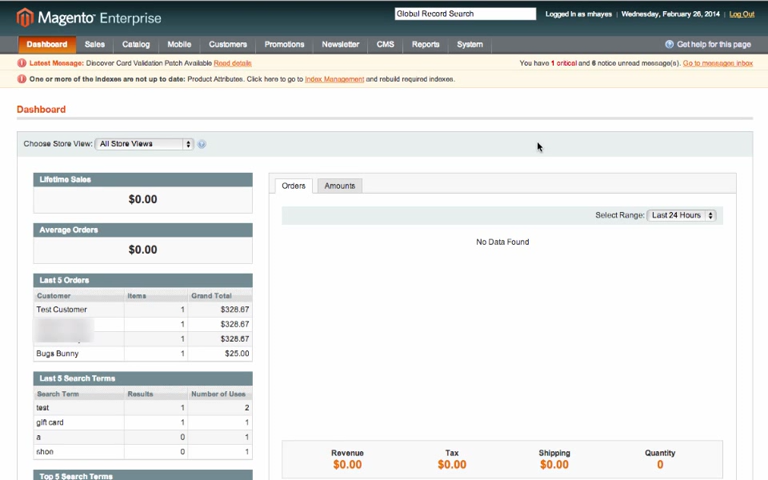 Magento Enterprise
Global Record Search
Logged in as mhayes | Wednesday, February 26, 2014 | Log Out
Dashboard Sales Catalog Mobile Customers Promotions Newsletter CMS Reports System
Get help for this page
Latest Message: Discover Card Validation Patch Available Read details
You have 1 critical and 6 notice unread message(s). Go to messages inbox
One or more of the Indexes are not up to date: Product Attributes. Click here to go to Index Management and rebuild required indexes.
Dashboard
Choose Store View: All Store Views
Lifetime Sales
$0.00
Average Orders
$0.00
Last 5 Orders
Customer Items Grand Total
Test Customer 1 $328.67
1 $328.67
1 $328.67
Bugs Bunny 1 $25.00
Last 5 Search Terms
Search Term Results Number of Uses
test 1 2
gift card 1 1
a 0 1
0 1
Top 5 Search Terms
Orders Amounts
Select Range: Last 24 Hours
No Data Found
Revenue Tax Shipping Quantity
$0.00 $0.00 $0.00 0